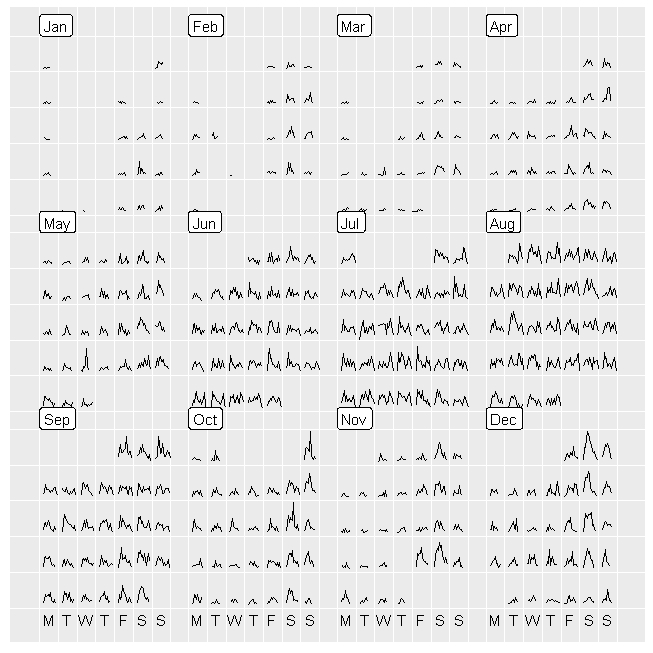 Jan Feb Mar Apr
May Jun Jul Aug
Sep Oct Nov Dec
M T W T F S S M T W T F S S M T W T F S S M T W T F S S